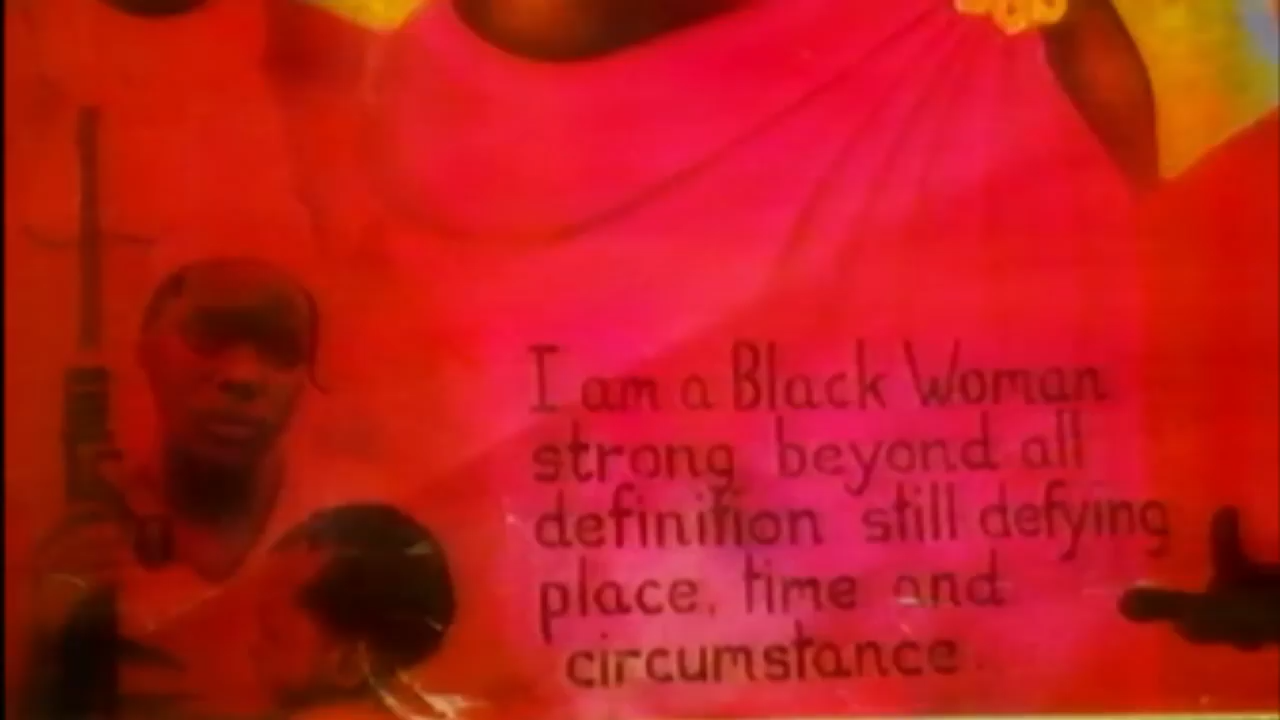 I am a Black Woman
strong beyond all
definition still defying
place, time and
circumstance